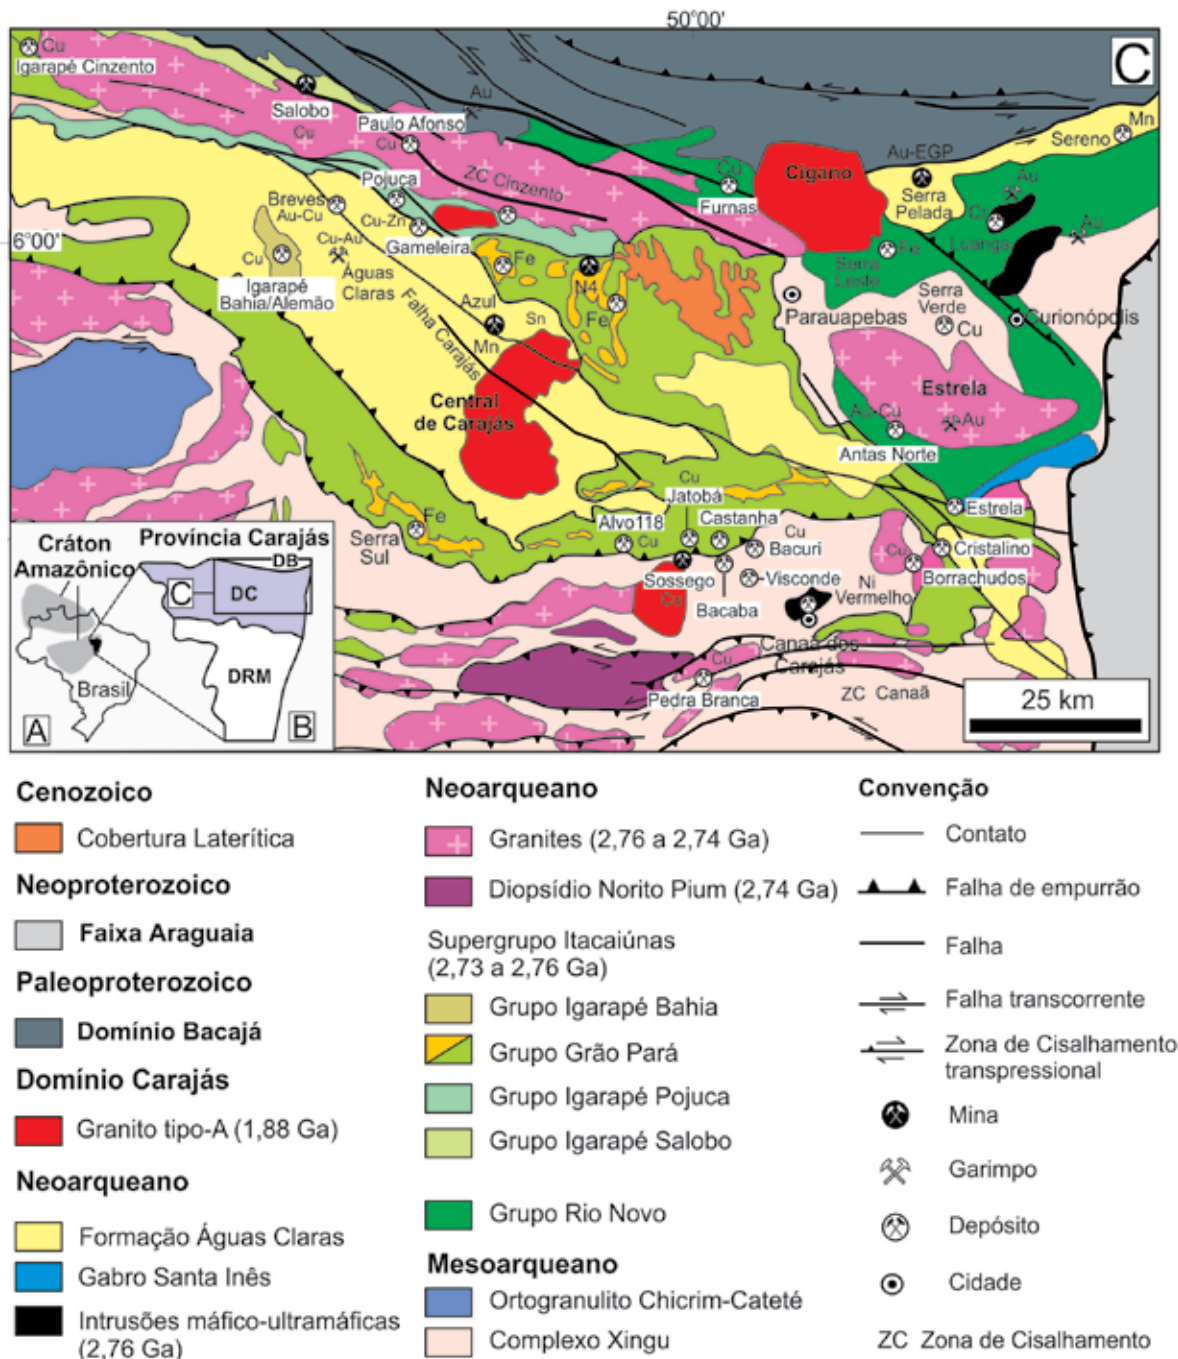 50°00'
C
Cu
Igarapé Cinzento
Salobo
Cu
Au
Paulo Afonso
Cu
ZC Cinzento
Pojuca
Breves
Au-Cu
Cu-Zn
Gameleira
Cu
Furnas
Cigano
Au-EGP
Serra
Pelada
Sereno
Mn
Au
Cr
Luanga
Au
6°00'
Cu
Igarapé
Bahia/Alemão
Cu-Au
Águas
Claras
Falha Carajás
Azul
Mn
Sn
Fe
N4
Fe
Serra
Leste
Fe
Parauapebas
Serra
Verde
Cu
Curionópolis
Central
de Carajás
Estrela
Au-Cu
Au
Antas Norte
Serra
Sul
Fe
Alvo118
Cu
Cu
Jatobá
Castanha
Cu
Bacuri
Sossego
Cu
Bacaba
Visconde
Ni
Vermelho
Estrela
Cristalino
Cu
Borrachudos
Canaã dos
Carajás
Cu
Pedra Branca
ZC Canaã
25 km
Cráton
Amazônico
Brasil
A
Província Carajás
DB
C
DC
DRM
B
Cenozoico
Cobertura Laterítica
Neoproterozoico
Faixa Araguaia
Paleoproterozoico
Domínio Bacajá
Domínio Carajás
Granito tipo-A (1,88 Ga)
Neoarqueano
Formação Águas Claras
Gabro Santa Inês
Intrusões máfico-ultramáficas
(2,76 Ga)
Neoarqueano
Granites (2,76 a 2,74 Ga)
Diopsídio Norito Pium (2,74 Ga)
Supergrupo Itacaiúnas
(2,73 a 2,76 Ga)
Grupo Igarapé Bahia
Grupo Grão Pará
Grupo Igarapé Pojuca
Grupo Igarapé Salobo
Grupo Rio Novo
Mesoarqueano
Ortogranulito Chicrim-Cateté
Complexo Xingu
Convenção
Contato
Falha de empurrão
Falha
Falha transcorrente
Zona de Cisalhamento
transpressional
Mina
Garimpo
Depósito
Cidade
ZC Zona de Cisalhamento